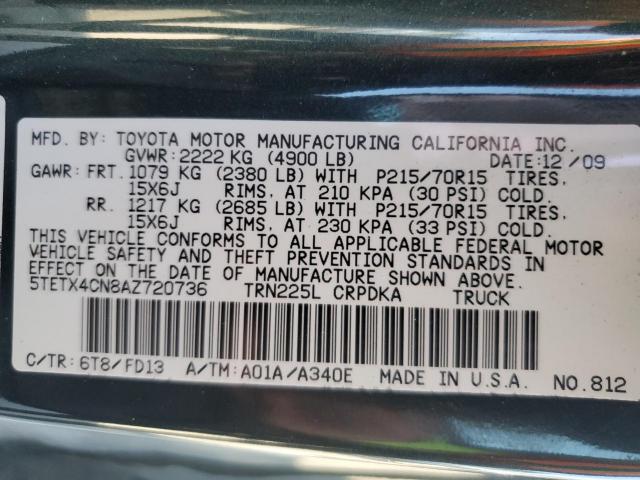 MFD. BY: TOYOTA MOTOR MANUFACTURING CALIFORNIA INC.
GVWR: 2222 KG (4900 LB) DATE: 12/09
GAWR: FRT. 1079 KG (2380 LB) WITH P215/70R15 TIRES,
15X6J RIMS, AT 210 KPA (30 PSI) COLD.
RR. 1217 KG (2685 LB) WITH P215/70R15 TIRES,
15X6J RIMS, AT 230 KPA (33 PSI) COLD.
THIS VEHICLE CONFORMS TO ALL APPLICABLE FEDERAL MOTOR
VEHICLE SAFETY AND THEFT PREVENTION STANDARDS IN
EFFECT ON THE DATE OF MANUFACTURE SHOWN ABOVE.
5TETX4CN8AZ720736 TRN225L CRPDKA TRUCK
C/TR: 6T8/FD13 A/TM: A01A/A340E MADE IN U.S.A. NO. 812